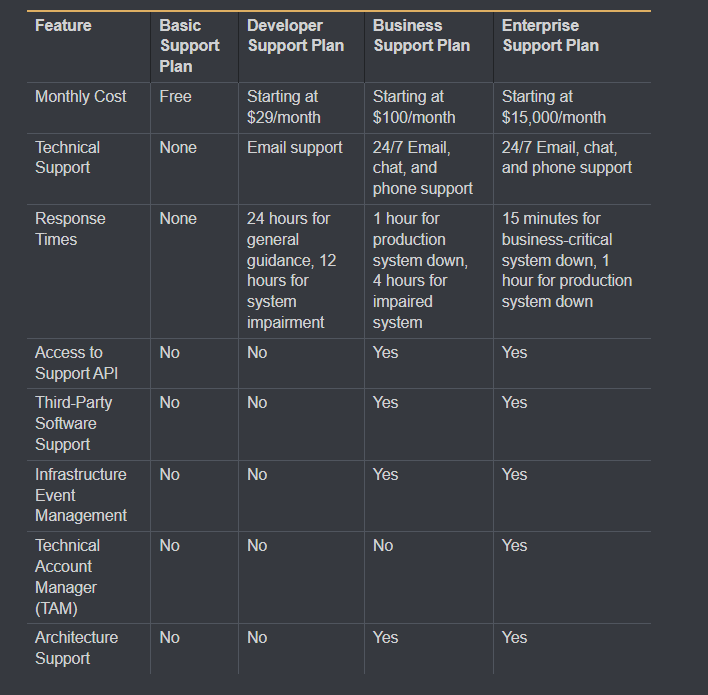 Feature Basic Support Plan Developer Support Plan Business Support Plan Enterprise Support Plan
Monthly Cost Free Starting at $29/month Starting at $100/month Starting at $15,000/month
Technical Support None Email support 24/7 Email, chat, and phone support 24/7 Email, chat, and phone support
Response Times None 24 hours for general guidance, 12 hours for system impairment 1 hour for production system down, 4 hours for impaired system 15 minutes for business-critical system down, 1 hour for production system down
Access to Support API No No Yes Yes
Third-Party Software Support No No Yes Yes
Infrastructure Event Management No No Yes Yes
Technical Account Manager (TAM) No No No Yes
Architecture Support No No Yes Yes